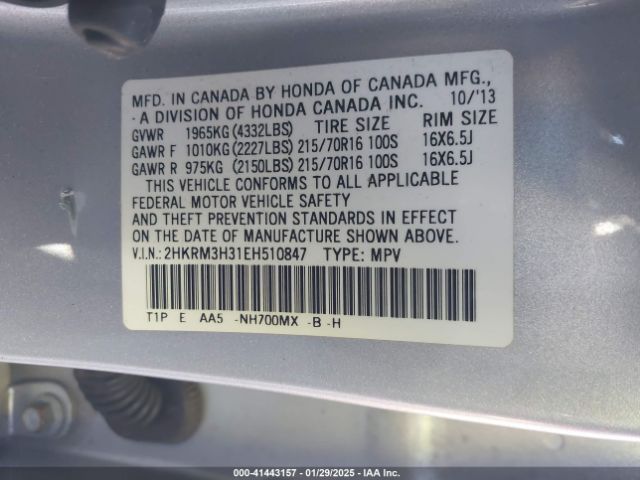 MFD. IN CANADA BY HONDA OF CANADA MFG.,
· A DIVISION OF HONDA CANADA INC. 10/'13
GVWR 1965KG (4332LBS) TIRE SIZE RIM SIZE
GAWR F 1010KG (2227LBS) 215/70R16 100S 16X6.5J
GAWR R 975KG (2150LBS) 215/70R16 100S 16X6.5J
THIS VEHICLE CONFORMS TO ALL APPLICABLE
FEDERAL MOTOR VEHICLE SAFETY
AND THEFT PREVENTION STANDARDS IN EFFECT
ON THE DATE OF MANUFACTURE SHOWN ABOVE.
V.I.N.: 2HKRM3H31EH510847 TYPE: MPV
T1P E AA5 -NH700MX -B -H
000-41443157 - 01/29/2025 - IAA Inc.